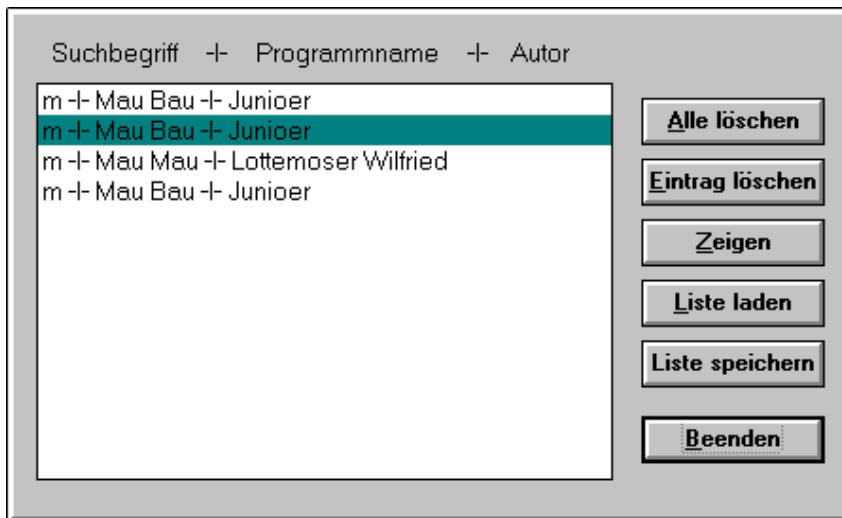 Suchbegriff -|- Programmname -|- Autor
m -|- Mau Bau -|- Junioer
m -|- Mau Bau -|- Junioer
m -|- Mau Mau -|- Lottemoser Wilfried
m -|- Mau Bau -|- Junioer
Alle löschen
Eintrag löschen
Zeigen
Liste laden
Liste speichern
Beenden